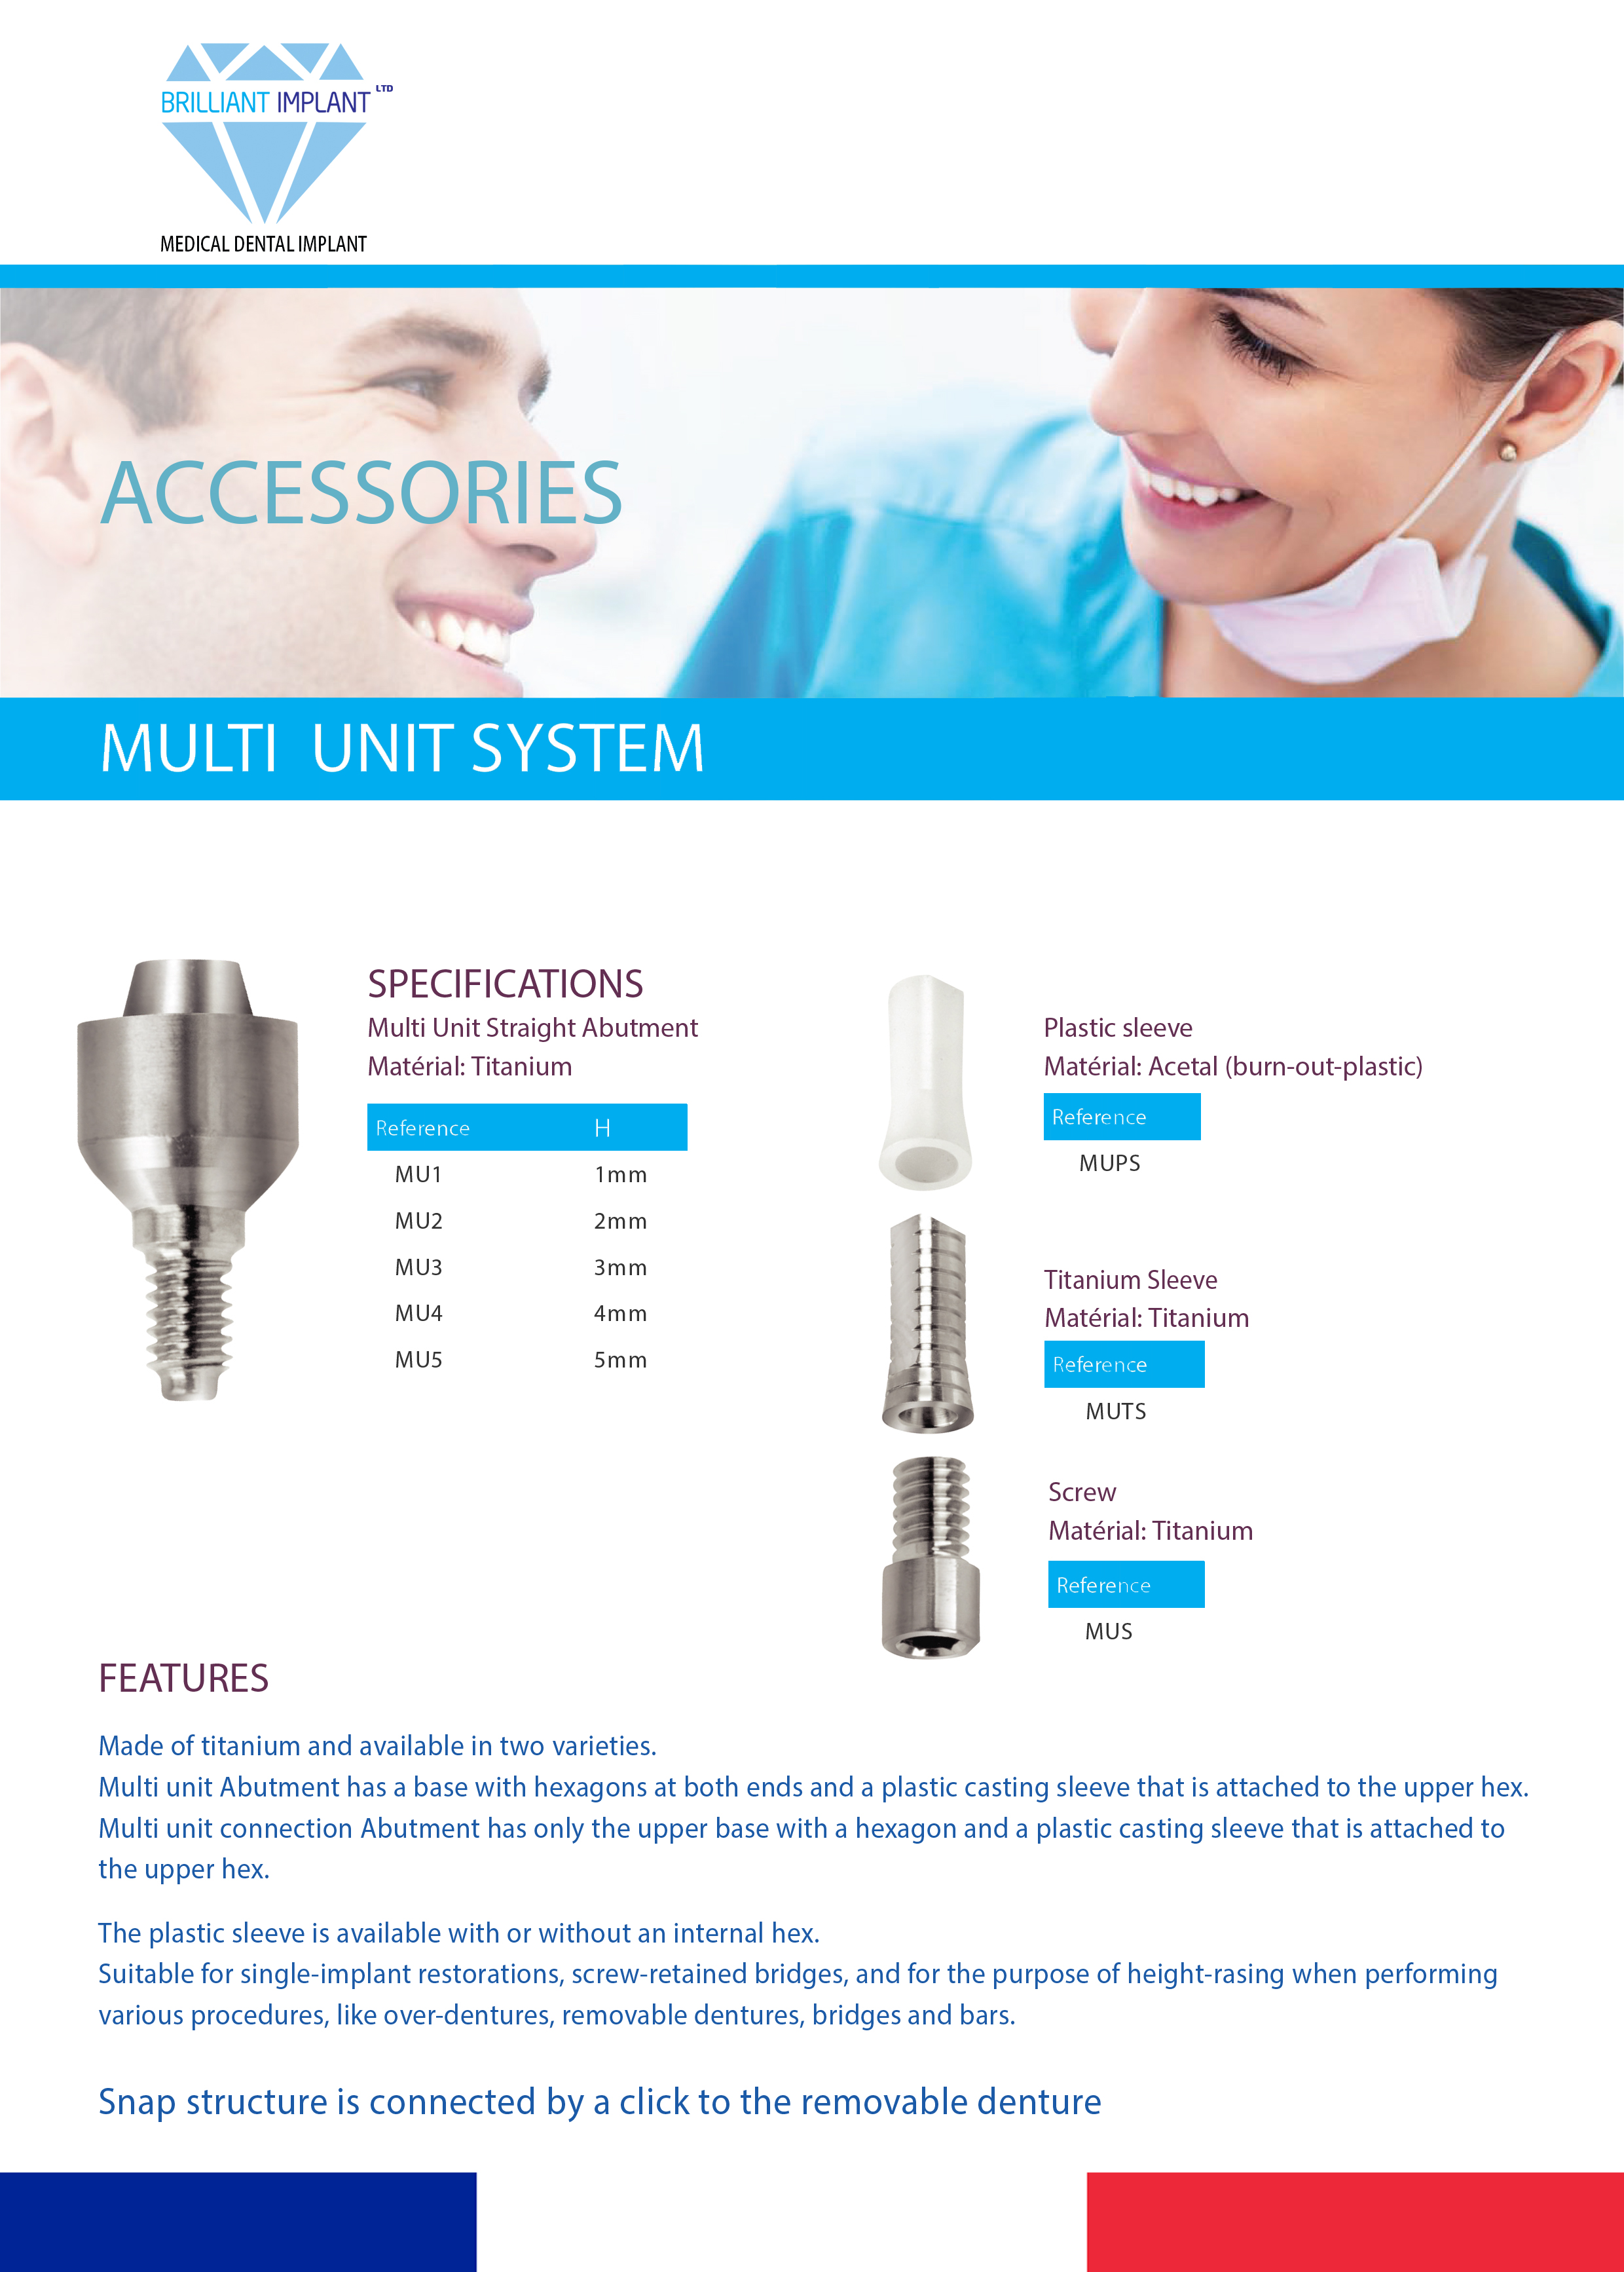 BRILLIANT IMPLANT LTD
MEDICAL DENTAL IMPLANT
ACCESSORIES
MULTI UNIT SYSTEM
SPECIFICATIONS
Multi Unit Straight Abutment
Matérial: Titanium
Reference H
MU1 1mm
MU2 2mm
MU3 3mm
MU4 4mm
MU5 5mm
Plastic sleeve
Matérial: Acetal (burn-out-plastic)
Reference
MUPS
Titanium Sleeve
Matérial: Titanium
Reference
MUTS
Screw
Matérial: Titanium
Reference
MUS
FEATURES
Made of titanium and available in two varieties.
Multi unit Abutment has a base with hexagons at both ends and a plastic casting sleeve that is attached to the upper hex.
Multi unit connection Abutment has only the upper base with a hexagon and a plastic casting sleeve that is attached to
the upper hex.
The plastic sleeve is available with or without an internal hex.
Suitable for single-implant restorations, screw-retained bridges, and for the purpose of height-rasing when performing
various procedures, like over-dentures, removable dentures, bridges and bars.
Snap structure is connected by a click to the removable denture